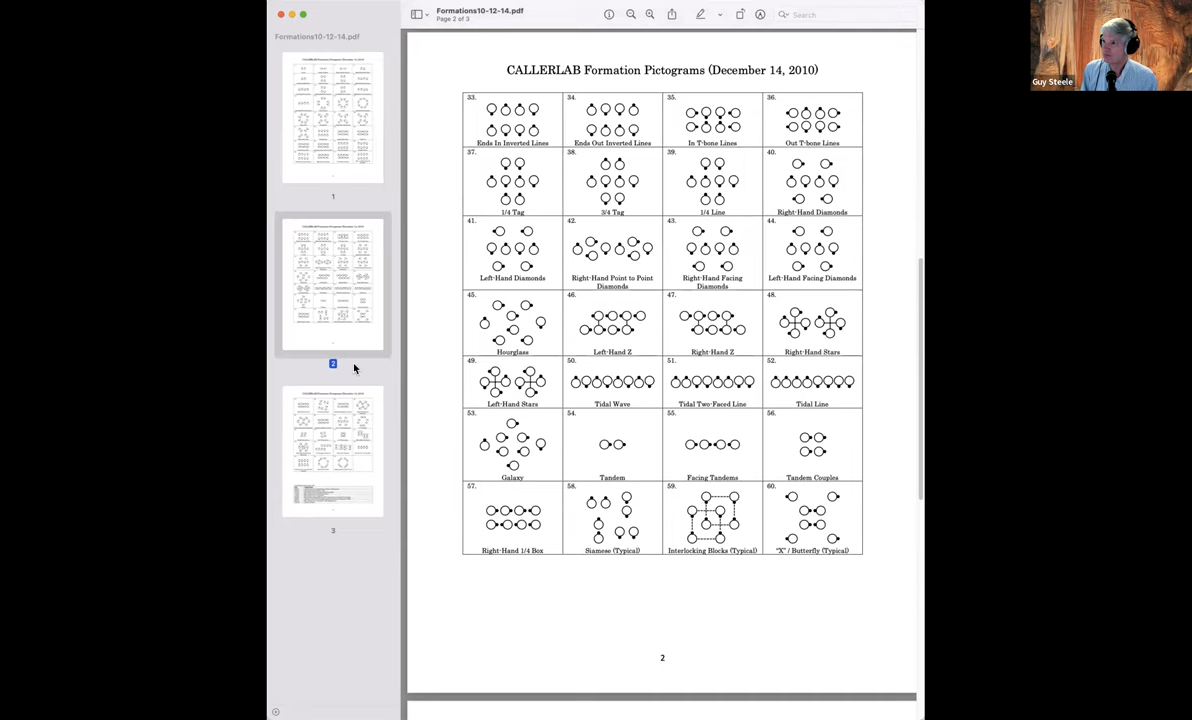 Formations10-12-14.pdf
Page 2 of 3
Search
Formations10-12-14.pdf
Guy Steele
CALLERLAB Formation Pictograms (December 14, 2010)
33.
34.
35.
36.
Ends In Inverted Lines
Ends Out Inverted Lines
In T-bone Lines
Out T-bone Lines
37.
38.
39.
40.
1/4 Tag
3/4 Tag
1/4 Line
Right-Hand Diamonds
41.
42.
43.
44.
Left-Hand Diamonds
Right-Hand Point to Point
Diamonds
Right-Hand Facing
Diamonds
Left-Hand Facing Diamonds
45.
46.
47.
48.
Hourglass
Left-Hand Z
Right-Hand Z
Right-Hand Stars
49.
50.
51.
52.
Left-Hand Stars
Tidal Wave
Tidal Two-Faced Line
Tidal Line
53.
54.
55.
56.
Galaxy
Tandem
Facing Tandems
Tandem Couples
57.
58.
59.
60.
Right-Hand 1/4 Box
Siamese (Typical)
Interlocking Blocks (Typical)
"X" / Butterfly (Typical)
2
1
2
3